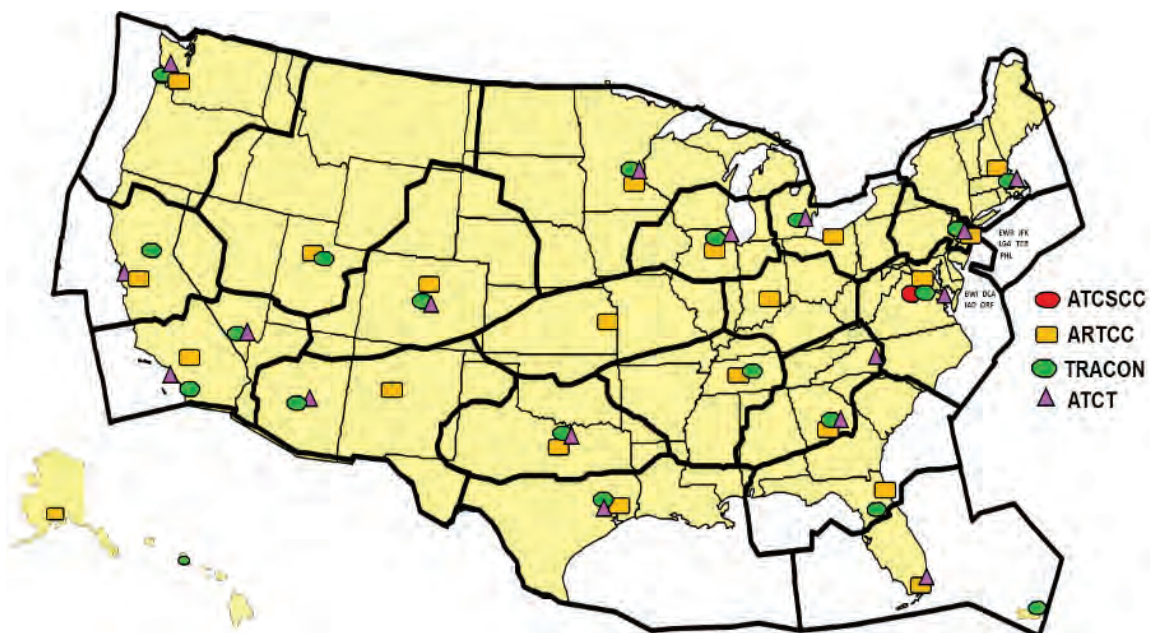 EWR JFK
LGA TEB
PHL
BWI DCA
IAD ORF
ATCSCC
ARTCC
TRACON
ATCT